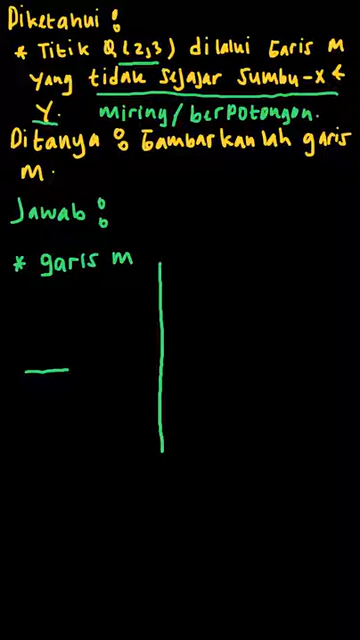 Diketahui :
* Titik Q(2,3) dilalui Garis M
yang tidak sejajar sumbu-X &
Y. miring/berpotongan.
Ditanya : Gambarkanlah garis
M.
Jawab :
* garis M